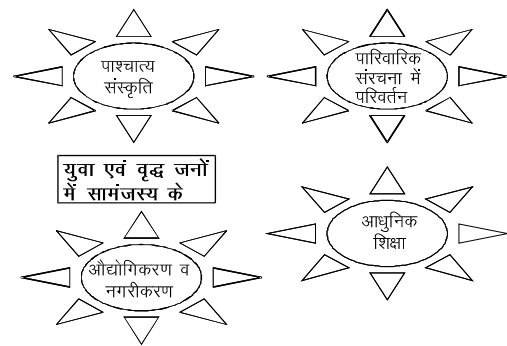 पाश्चात्य
संस्कृति
पारिवारिक
संरचना में
परिवर्तन
युवा एवं वृद्ध जनों
में सामंजस्य के
आधुनिक
शिक्षा
औद्योगिकरण व
नगरीकरण